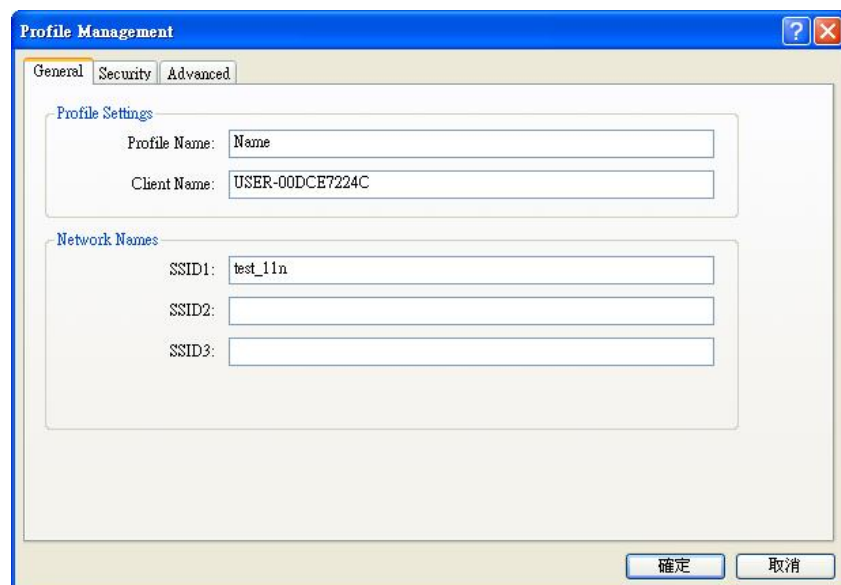 Profile Management
General Security Advanced
Profile Settings
Profile Name: Name
Client Name: USER-00DCE7224C
Network Names
SSID1: test_11n
SSID2:
SSID3:
確定 取消